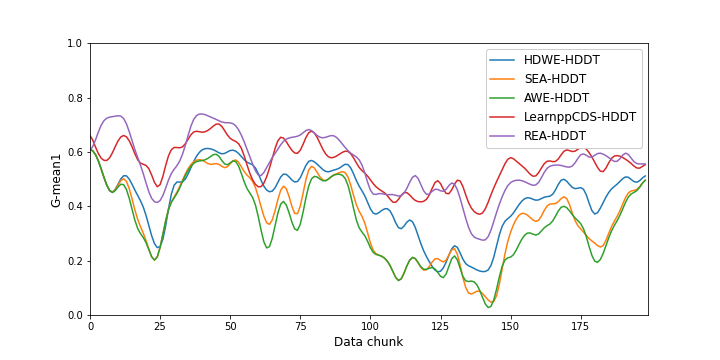 G-mean1
1.0
0.8
0.6
0.4
0.2
0.0
HDWE-HDDT
SEA-HDDT
AWE-HDDT
LearnppCDS-HDDT
REA-HDDT
0 25 50 75 100 125 150 175
Data chunk